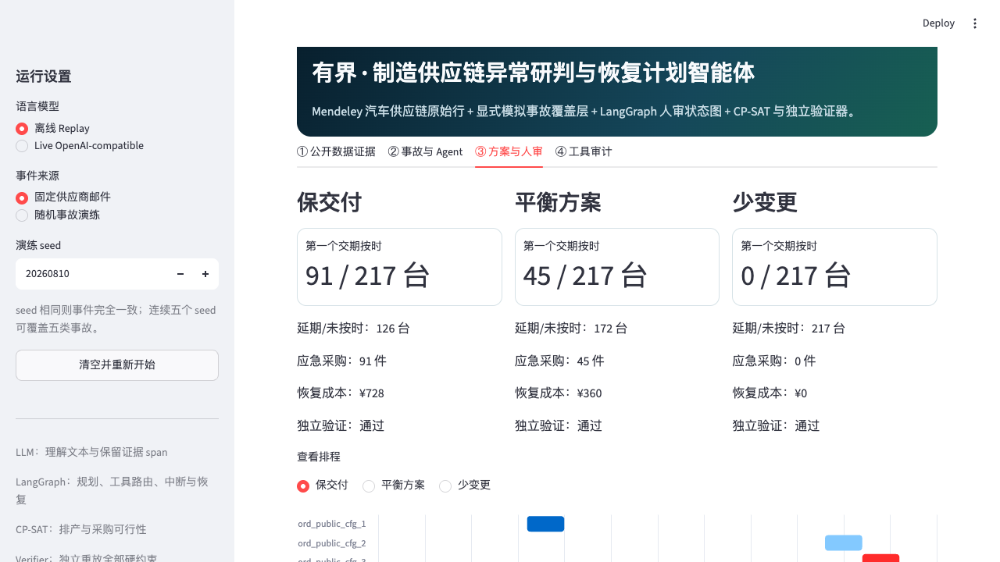 Deploy
运行设置
语言模型
离线 Replay
Live OpenAI-compatible
事件来源
固定供应商邮件
随机事故演练
演练 seed
20260810
seed 相同则事件完全一致；连续五个 seed
可覆盖五类事故。
清空并重新开始
LLM：理解文本与保留证据 span
LangGraph：规划、工具路由、中断与恢
复
CP-SAT：排产与采购可行性
Verifier：独立重放全部硬约束
有界 · 制造供应链异常研判与恢复计划智能体
Mendeley 汽车供应链原始行 + 显式模拟事故覆盖层 + LangGraph 人审状态图 + CP-SAT 与独立验证器。
① 公开数据证据 ② 事故与 Agent ③ 方案与人审 ④ 工具审计
保交付
第一个交期按时
91 / 217 台
延期/未按时：126 台
应急采购：91 件
恢复成本：¥728
独立验证：通过
平衡方案
第一个交期按时
45 / 217 台
延期/未按时：172 台
应急采购：45 件
恢复成本：¥360
独立验证：通过
少变更
第一个交期按时
0 / 217 台
延期/未按时：217 台
应急采购：0 件
恢复成本：¥0
独立验证：通过
查看排程
保交付 平衡方案 少变更
ord_public_cfg_1
ord_public_cfg_2
ord_public_cfg_3